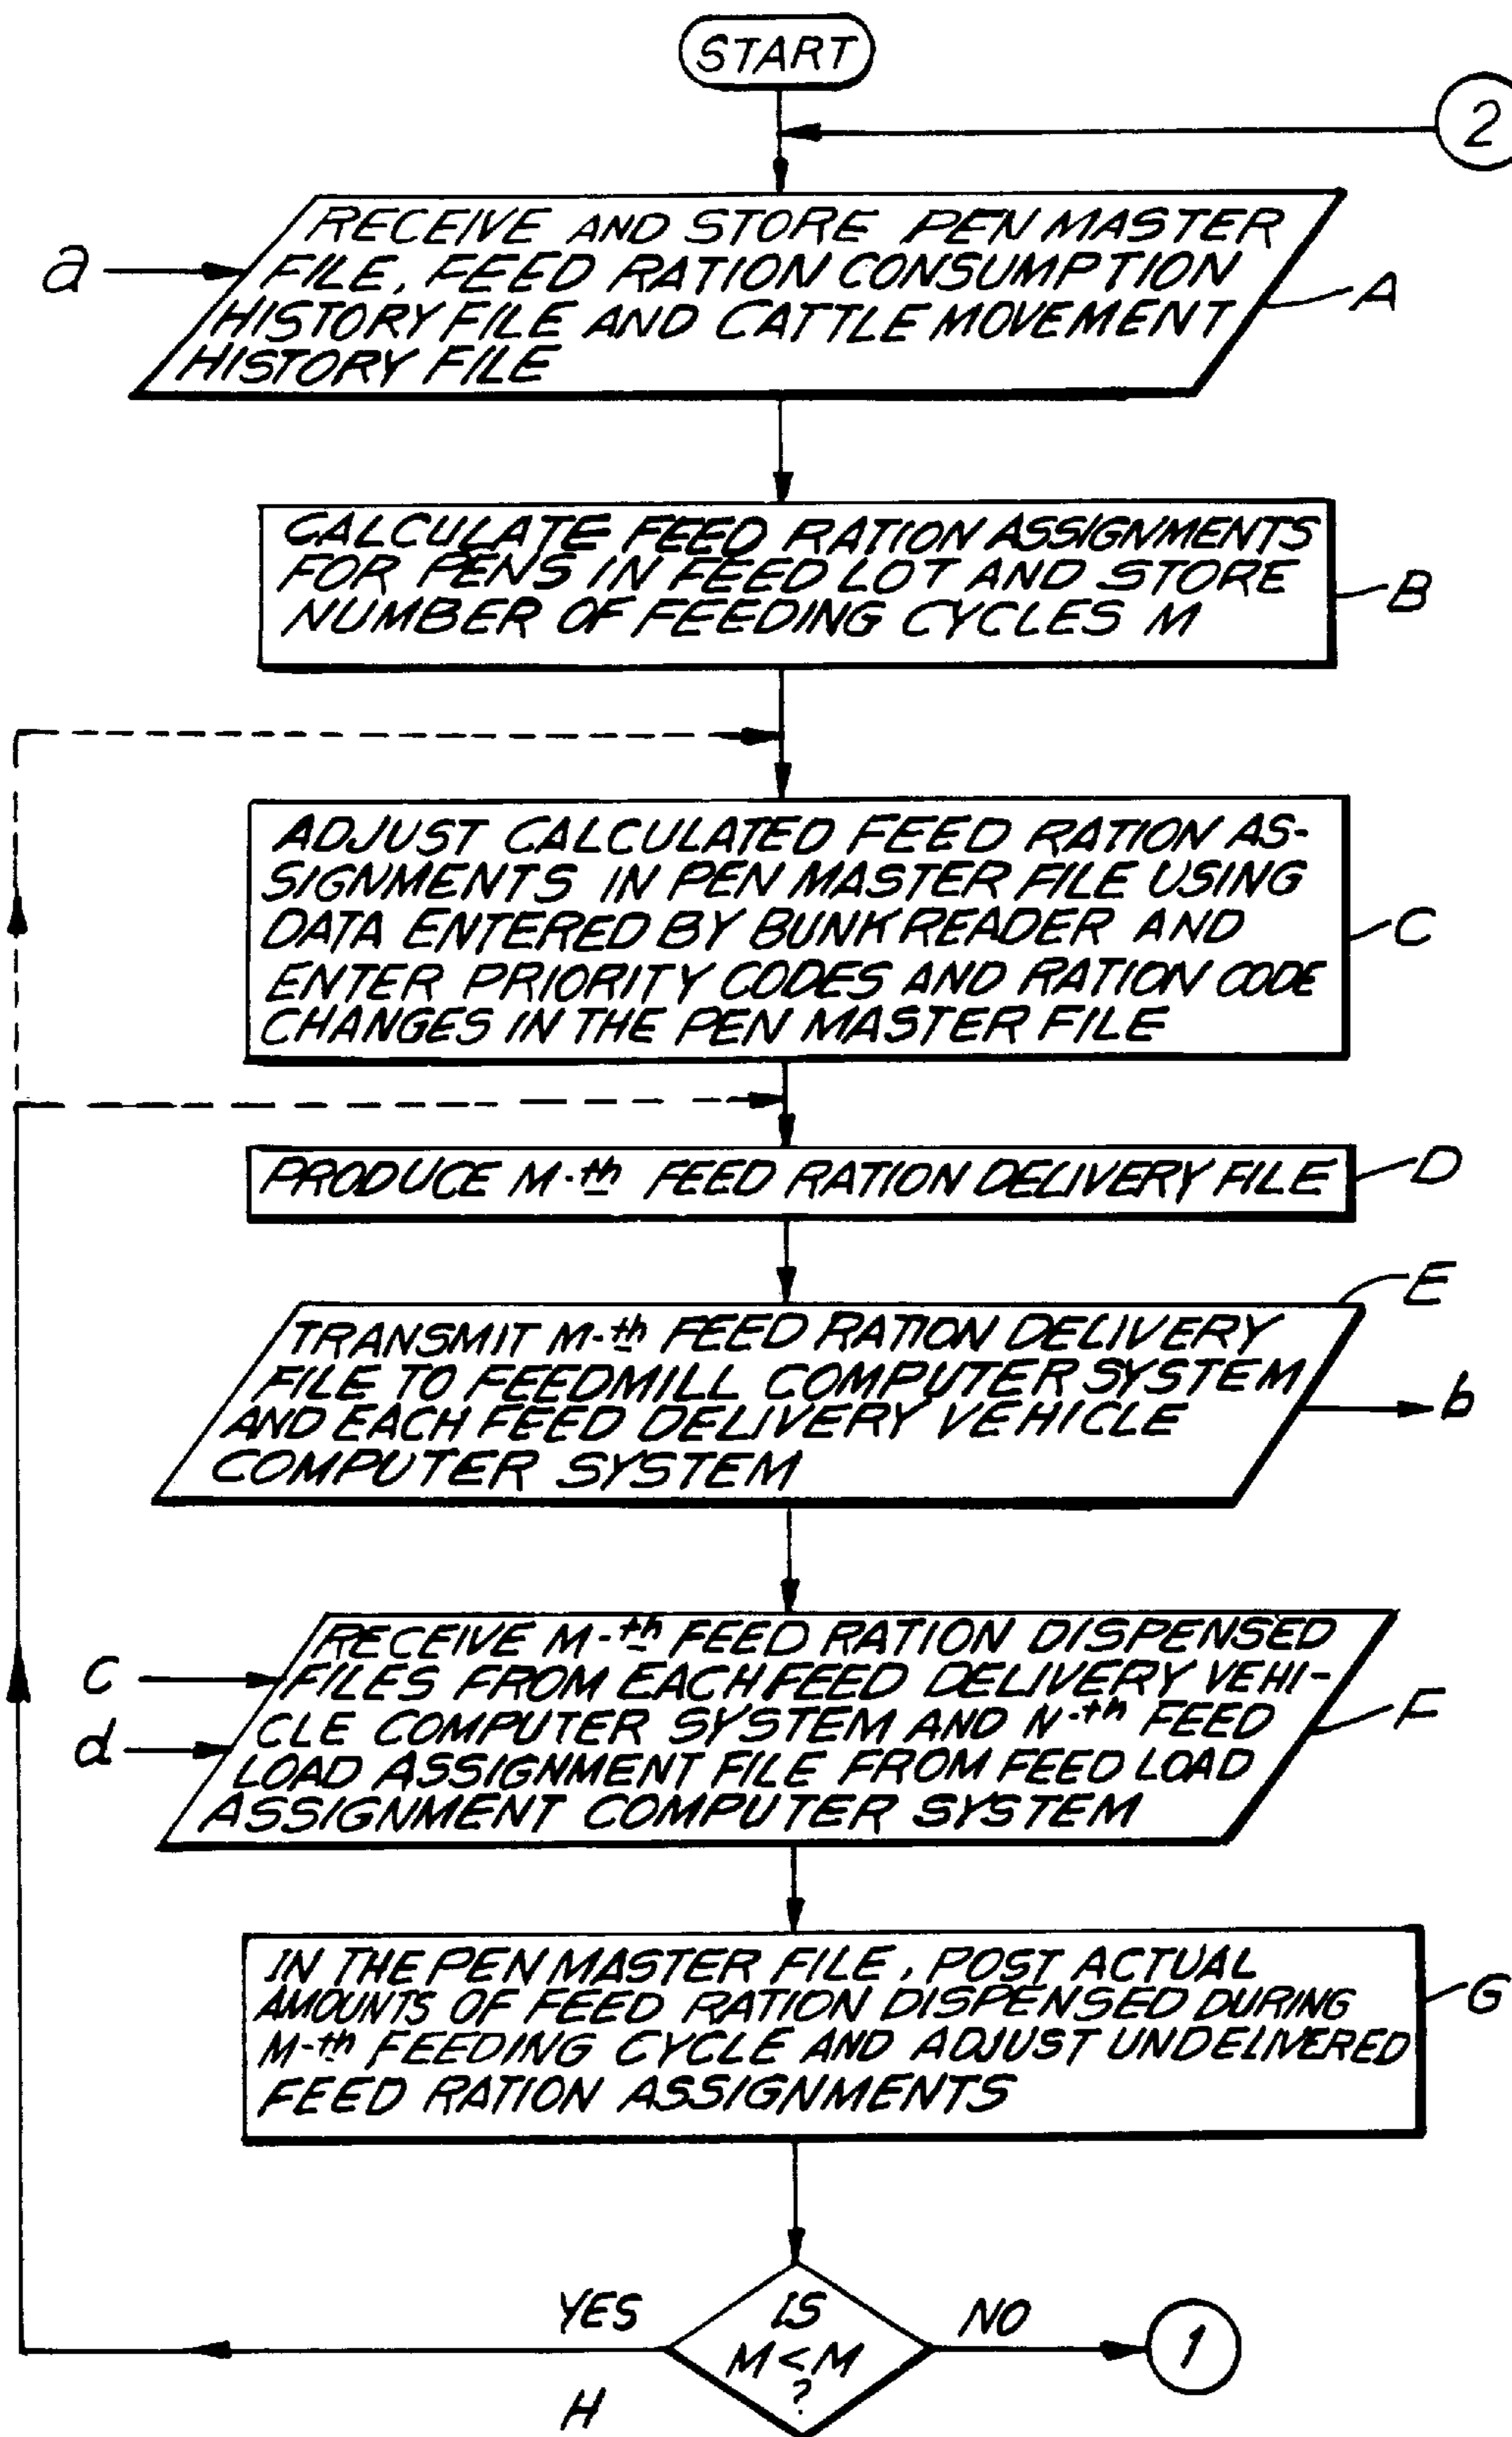 START
2
RECEIVE AND STORE PEN MASTER
a
FILE, FEED RATION CONSUMPTION
HISTORY FILE AND CATTLE MOVEMENT
A
HISTORY FILE
CALCULATE FEED RATION ASSIGNMENTS
FOR PENS IN FEED LOT AND STORE
B
NUMBER OF FEEDING CYCLES M
ADJUST CALCULATED FEED RATION AS-
SIGNMENTS IN PEN MASTER FILE USING
DATA ENTERED BY BUNK READER AND
C
ENTER PRIORITY CODES AND RATION CODE
CHANGES IN THE PEN MASTER FILE
PRODUCE M-th FEED RATION DELIVERY FILE
D
E
TRANSMIT M-th FEED RATION DELIVERY
FILE TO FEEDMILL COMPUTER SYSTEM
AND EACH FEED DELIVERY VEHICLE
b
COMPUTER SYSTEM
RECEIVE M-th FEED RATION DISPENSED
c
FILES FROM EACH FEED DELIVERY VEHI-
CLE COMPUTER SYSTEM AND N-th FEED
F
d
LOAD ASSIGNMENT FILE FROM FEED LOAD
ASSIGNMENT COMPUTER SYSTEM
IN THE PEN MASTER FILE, POST ACTUAL
G
AMOUNTS OF FEED RATION DISPENSED DURING
M-th FEEDING CYCLE AND ADJUST UNDELIVERED
FEED RATION ASSIGNMENTS
YES
IS
NO
M < M
1
?
H